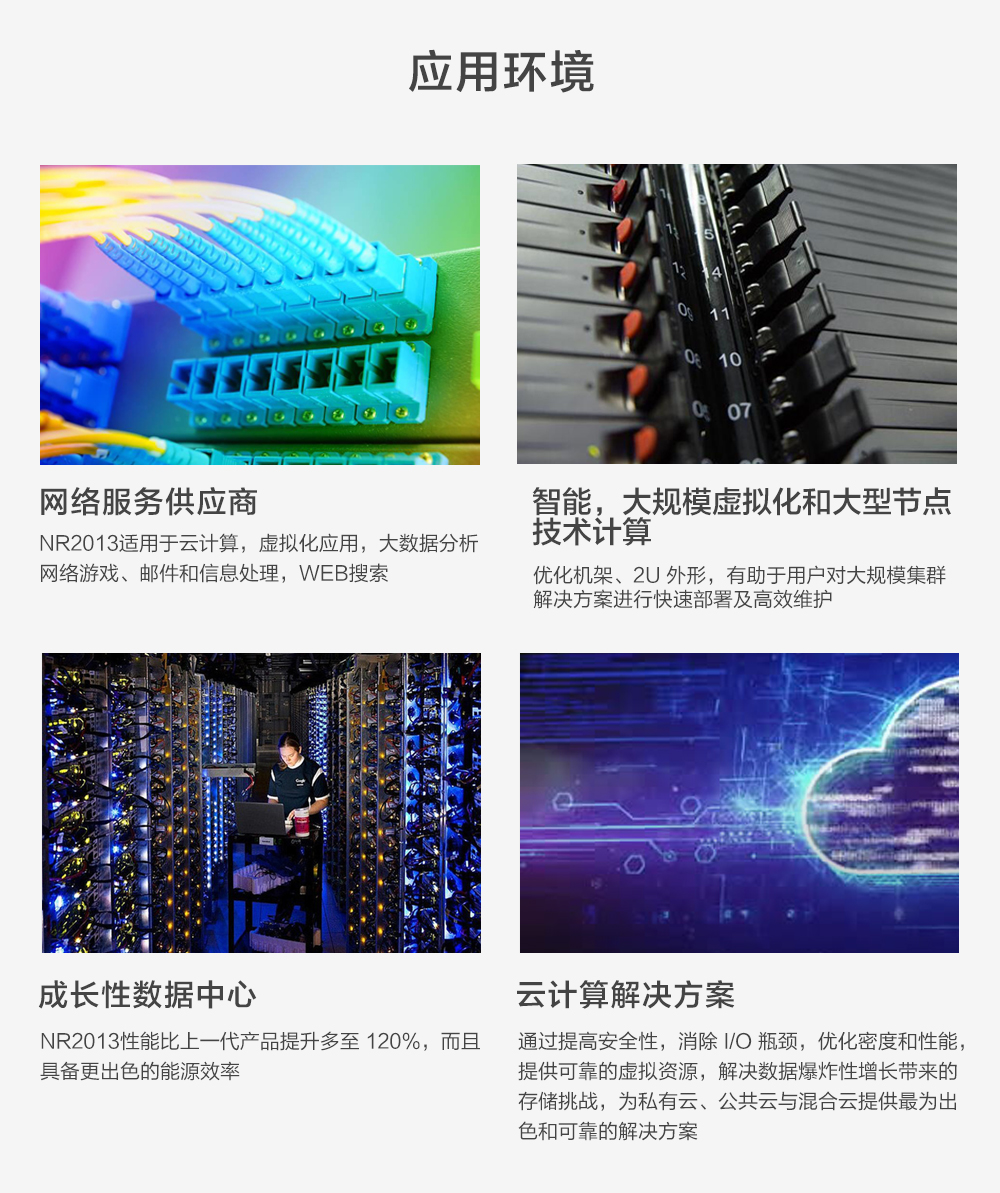 应用环境
网络服务供应商
NR2013适用于云计算，虚拟化应用，大数据分析
网络游戏、邮件和信息处理，WEB搜索
12
15
12 14
09 11
08 10
06 07
智能，大规模虚拟化和大型节点
技术计算
优化机架、2U 外形，有助于用户对大规模集群
解决方案进行快速部署及高效维护
成长性数据中心
NR2013性能比上一代产品提升多至 120%，而且
具备更出色的能源效率
云计算解决方案
通过提高安全性，消除 I/O 瓶颈，优化密度和性能，
提供可靠的虚拟资源，解决数据爆炸性增长带来的
存储挑战，为私有云、公共云与混合云提供最为出
色和可靠的解决方案